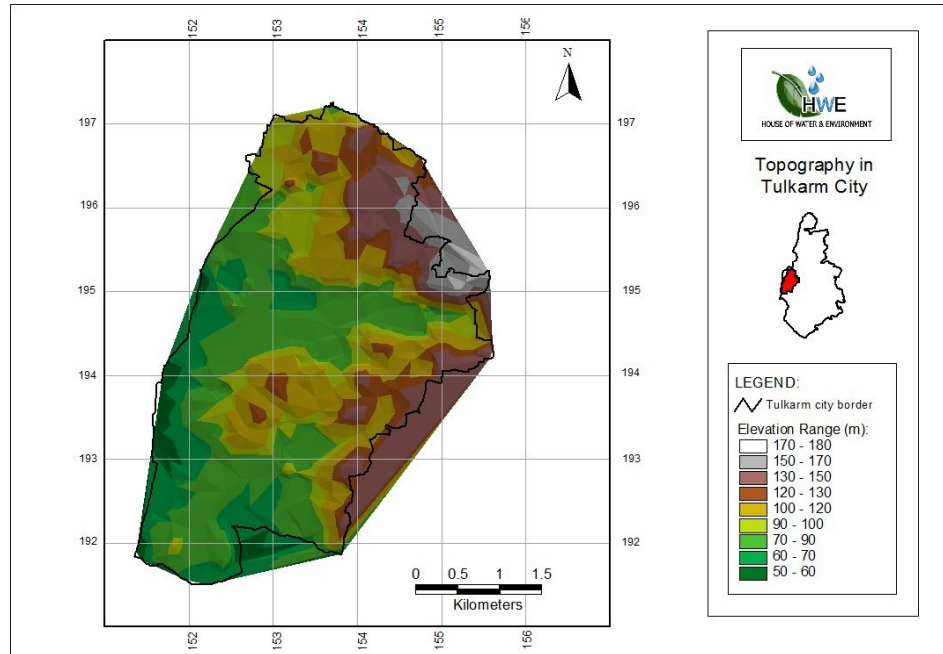 152
153
154
155
156
N
197
197
196
196
195
195
194
194
193
193
192
192
0 0.5 1 1.5
Kilometers
152
153
154
155
156
HWE
HOUSE OF WATER & ENVIRONMENT
Topography in
Tulkarm City
LEGEND:
Tulkarm city border
Elevation Range (m):
170 - 180
150 - 170
130 - 150
120 - 130
100 - 120
90 - 100
70 - 90
60 - 70
50 - 60